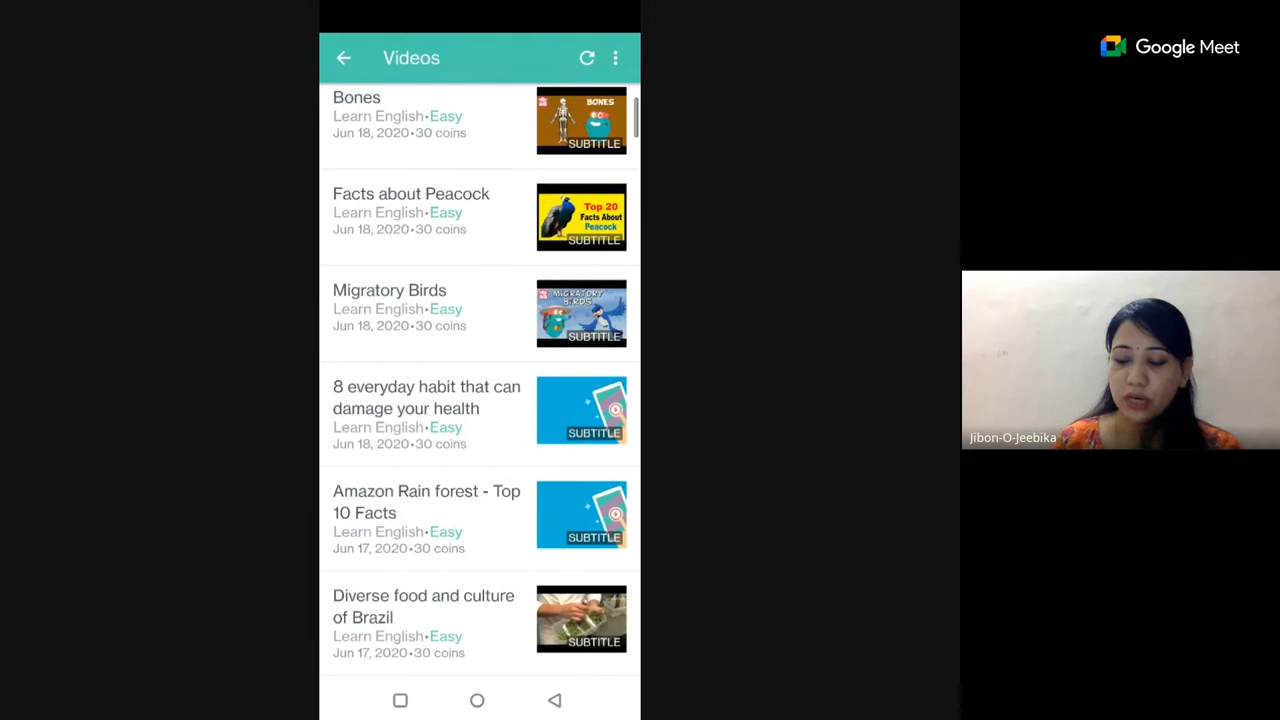 Google Meet
Videos
Bones
Learn English•Easy
Jun 18, 2020•30 coins
BONES
SUBTITLE
Facts about Peacock
Learn English•Easy
Jun 18, 2020•30 coins
Top 20
Facts About
Peacock
SUBTITLE
Migratory Birds
Learn English•Easy
Jun 18, 2020•30 coins
MIGRATORY
BIRDS
SUBTITLE
8 everyday habit that can
damage your health
Learn English•Easy
Jun 18, 2020•30 coins
SUBTITLE
Amazon Rain forest - Top
10 Facts
Learn English•Easy
Jun 17, 2020•30 coins
SUBTITLE
Diverse food and culture
of Brazil
Learn English•Easy
Jun 17, 2020•30 coins
SUBTITLE
Jibon-O-Jeebika